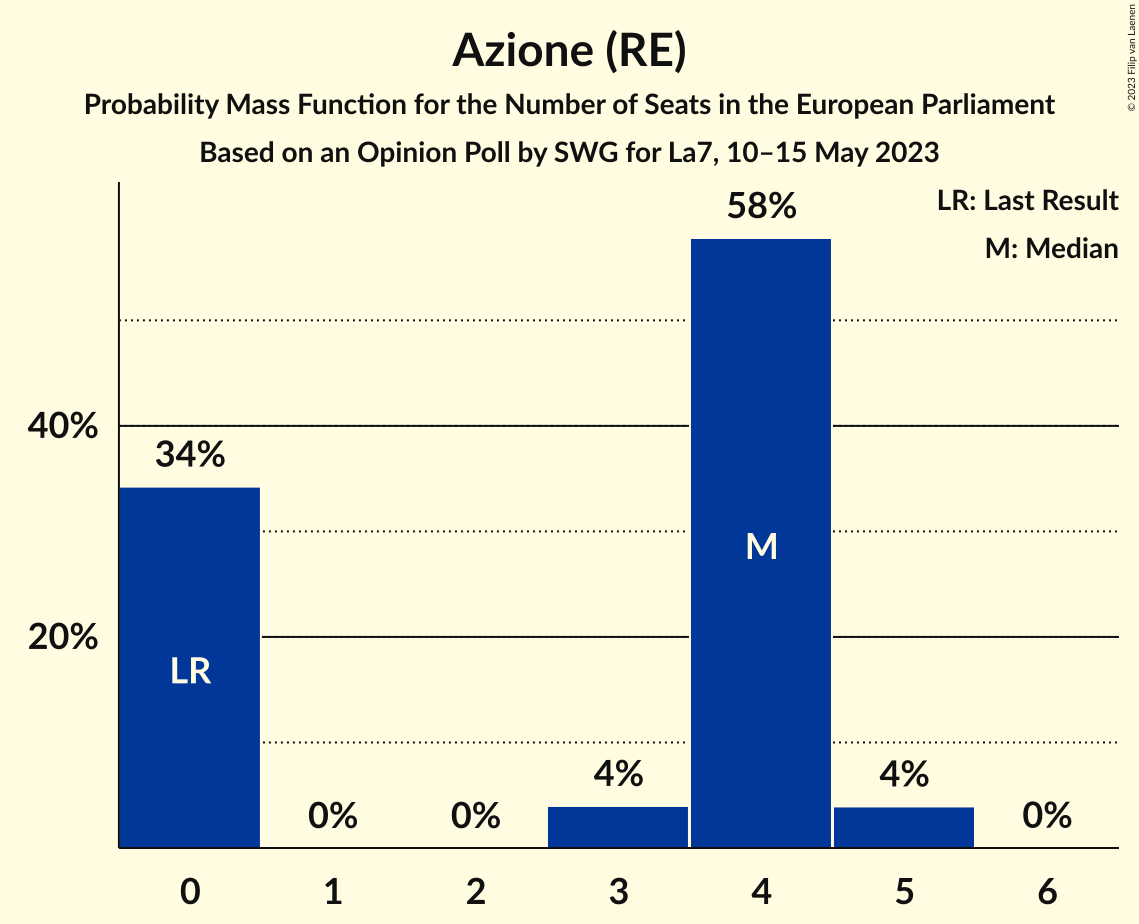 Azione (RE)
Probability Mass Function for the Number of Seats in the European Parliament
Based on an Opinion Poll by SWG for La7, 10–15 May 2023
© 2023 Filip van Laenen
LR: Last Result
M: Median
58%
40%
34%
M
20%
LR
4%
4%
0%
0%
0%
0
1
2
3
4
5
6